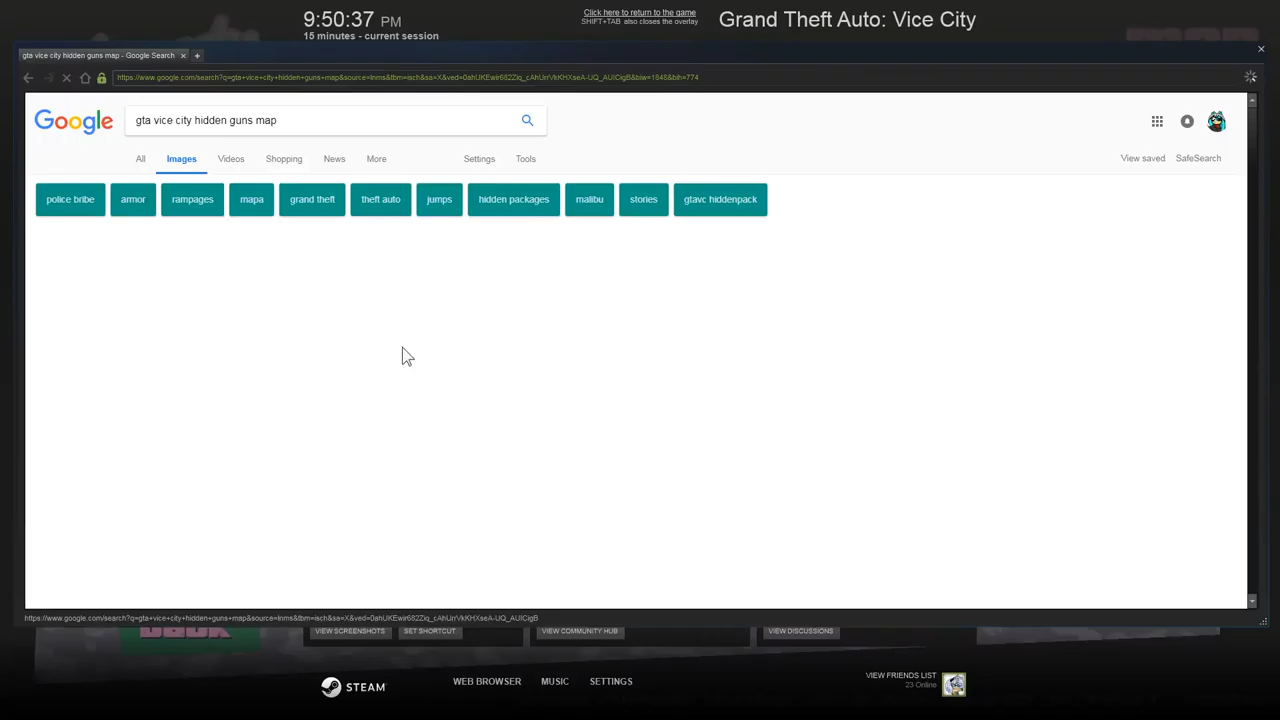 9:50:37 PM
15 minutes - current session
Click here to return to the game
SHIFT+TAB also closes the overlay
Grand Theft Auto: Vice City
gta vice city hidden guns map - Google Search
Google
gta vice city hidden guns map
All Images Videos Shopping News More Settings Tools
View saved SafeSearch
police bribe armor rampages mapa grand theft theft auto jumps hidden packages malibu stories gtavc hiddenpack
VIEW SCREENSHOTS SET SHORTCUT VIEW COMMUNITY HUB VIEW DISCUSSIONS
STEAM WEB BROWSER MUSIC SETTINGS
VIEW FRIENDS LIST
23 Online